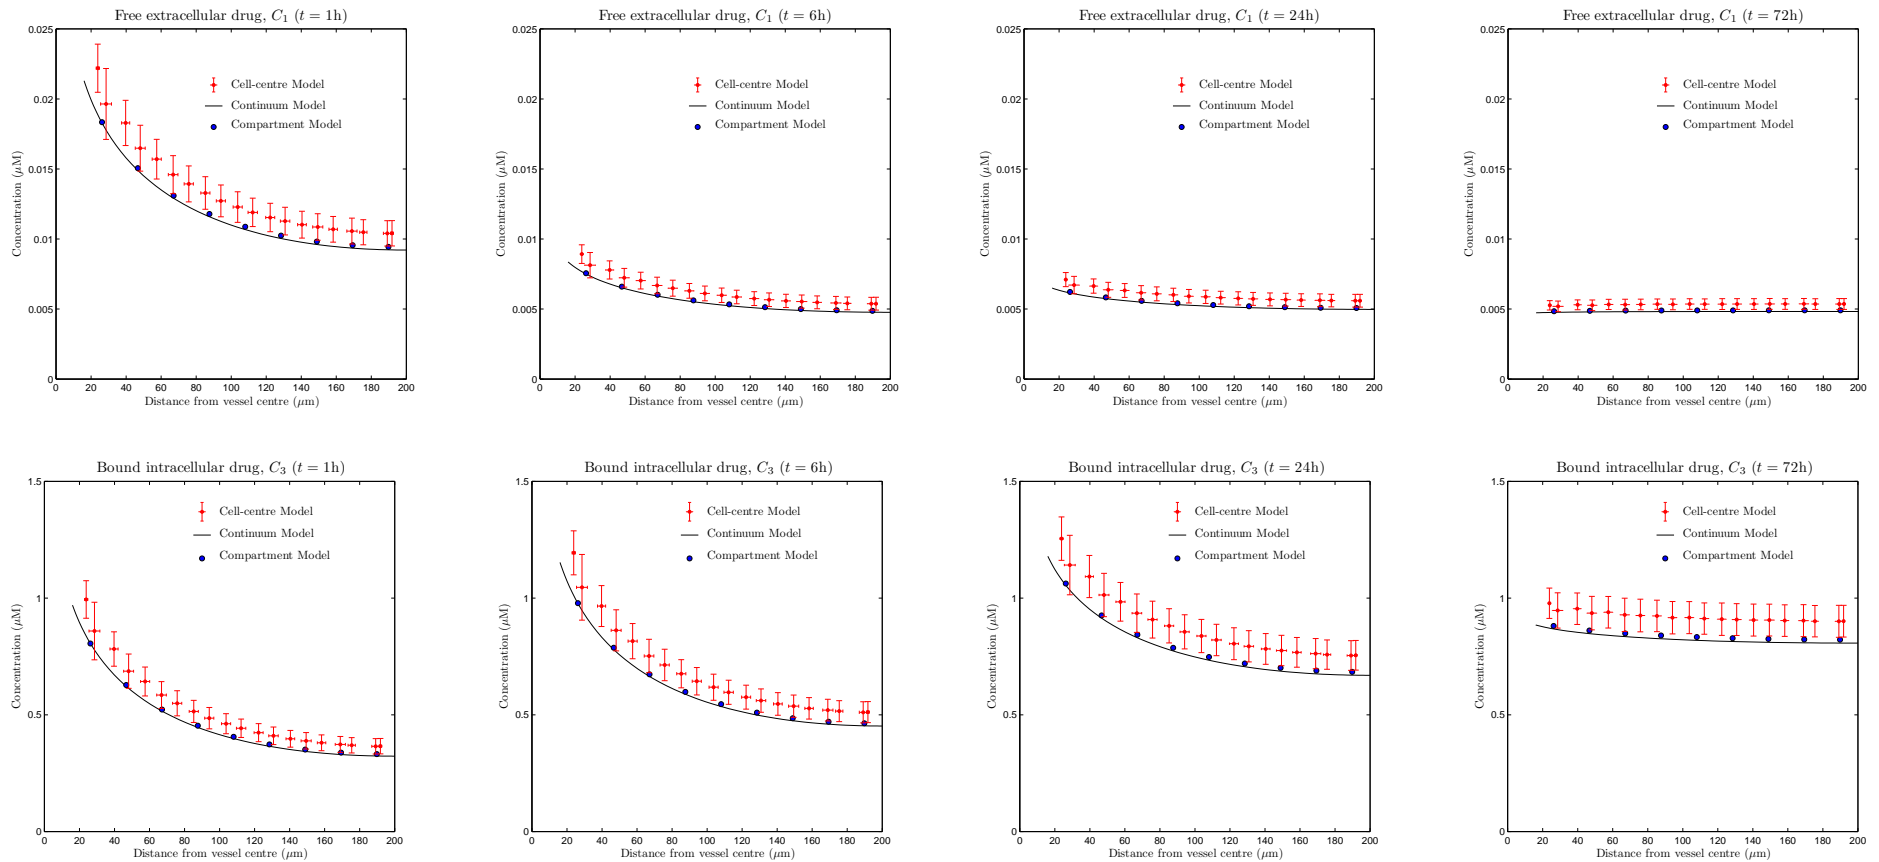 Free extracellular drug, C₁ (t = 1h)
0.025
0.02
0.015
0.01
0.005
0
Concentration (μM)
Cell-centre Model
Continuum Model
Compartment Model
0 20 40 60 80 100 120 140 160 180 200
Distance from vessel centre (μm)
Free extracellular drug, C₁ (t = 6h)
0.025
0.02
0.015
0.01
0.005
0
Concentration (μM)
Cell-centre Model
Continuum Model
Compartment Model
0 20 40 60 80 100 120 140 160 180 200
Distance from vessel centre (μm)
Free extracellular drug, C₁ (t = 24h)
0.025
0.02
0.015
0.01
0.005
0
Concentration (μM)
Cell-centre Model
Continuum Model
Compartment Model
0 20 40 60 80 100 120 140 160 180 200
Distance from vessel centre (μm)
Free extracellular drug, C₁ (t = 72h)
0.025
0.02
0.015
0.01
0.005
0
Concentration (μM)
Cell-centre Model
Continuum Model
Compartment Model
0 20 40 60 80 100 120 140 160 180 200
Distance from vessel centre (μm)
Bound intracellular drug, C₃ (t = 1h)
1.5
1
0.5
0
Concentration (μM)
Cell-centre Model
Continuum Model
Compartment Model
0 20 40 60 80 100 120 140 160 180 200
Distance from vessel centre (μm)
Bound intracellular drug, C₃ (t = 6h)
1.5
1
0.5
0
Concentration (μM)
Cell-centre Model
Continuum Model
Compartment Model
0 20 40 60 80 100 120 140 160 180 200
Distance from vessel centre (μm)
Bound intracellular drug, C₃ (t = 24h)
1.5
1
0.5
0
Concentration (μM)
Cell-centre Model
Continuum Model
Compartment Model
0 20 40 60 80 100 120 140 160 180 200
Distance from vessel centre (μm)
Bound intracellular drug, C₃ (t = 72h)
1.5
1
0.5
0
Concentration (μM)
Cell-centre Model
Continuum Model
Compartment Model
0 20 40 60 80 100 120 140 160 180 200
Distance from vessel centre (μm)